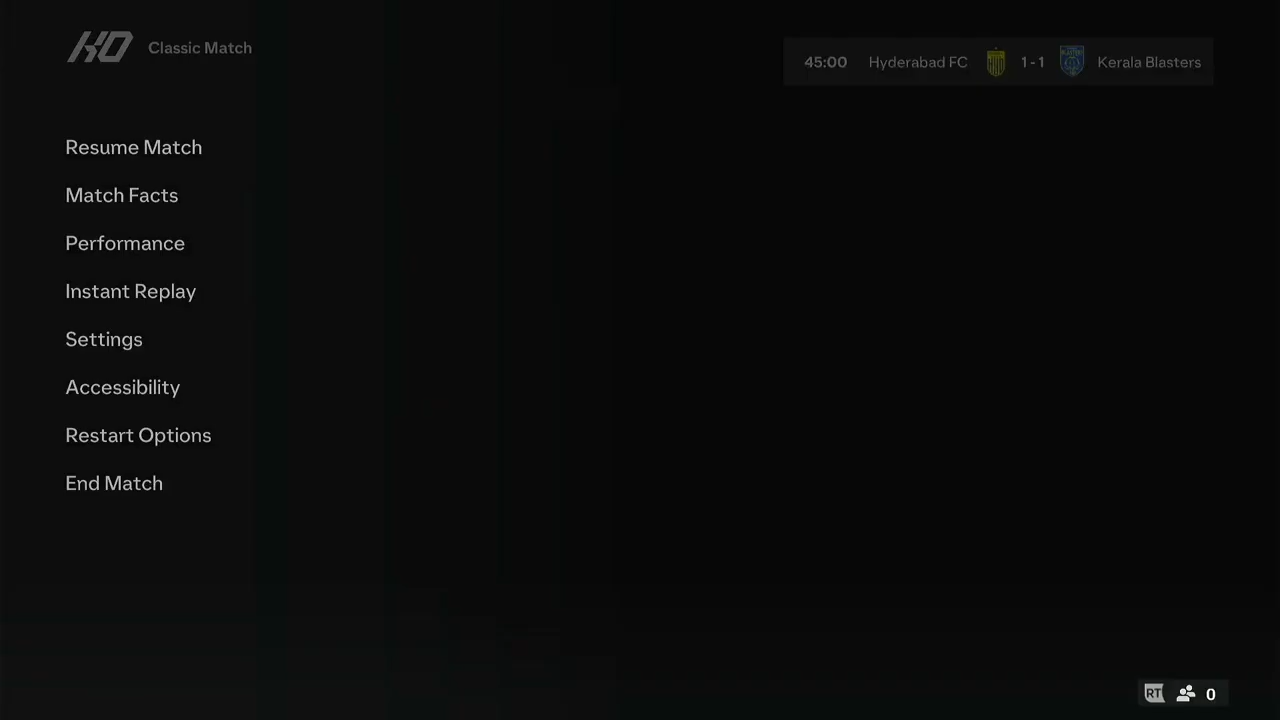 KO Classic Match
45:00 Hyderabad FC 1 - 1 Kerala Blasters
Resume Match
Match Facts
Performance
Instant Replay
Settings
Accessibility
Restart Options
End Match
RT 0